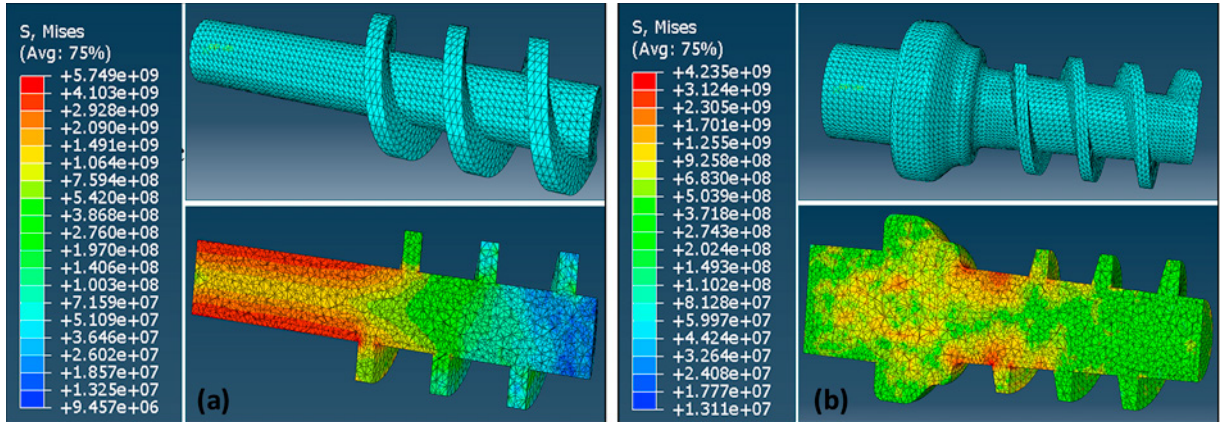 S, Mises
(Avg: 75%)
+5.749e+09
+4.103e+09
+2.928e+09
+2.090e+09
+1.491e+09
+1.064e+09
+7.594e+08
+5.420e+08
+3.868e+08
+2.760e+08
+1.970e+08
+1.406e+08
+1.003e+08
+7.159e+07
+5.109e+07
+3.646e+07
+2.602e+07
+1.857e+07
+1.325e+07
+9.457e+06
(a)
S, Mises
(Avg: 75%)
+4.235e+09
+3.124e+09
+2.305e+09
+1.701e+09
+1.255e+09
+9.258e+08
+6.830e+08
+5.039e+08
+3.718e+08
+2.743e+08
+2.024e+08
+1.493e+08
+1.102e+08
+8.128e+07
+5.997e+07
+4.424e+07
+3.264e+07
+2.408e+07
+1.777e+07
+1.311e+07
(b)